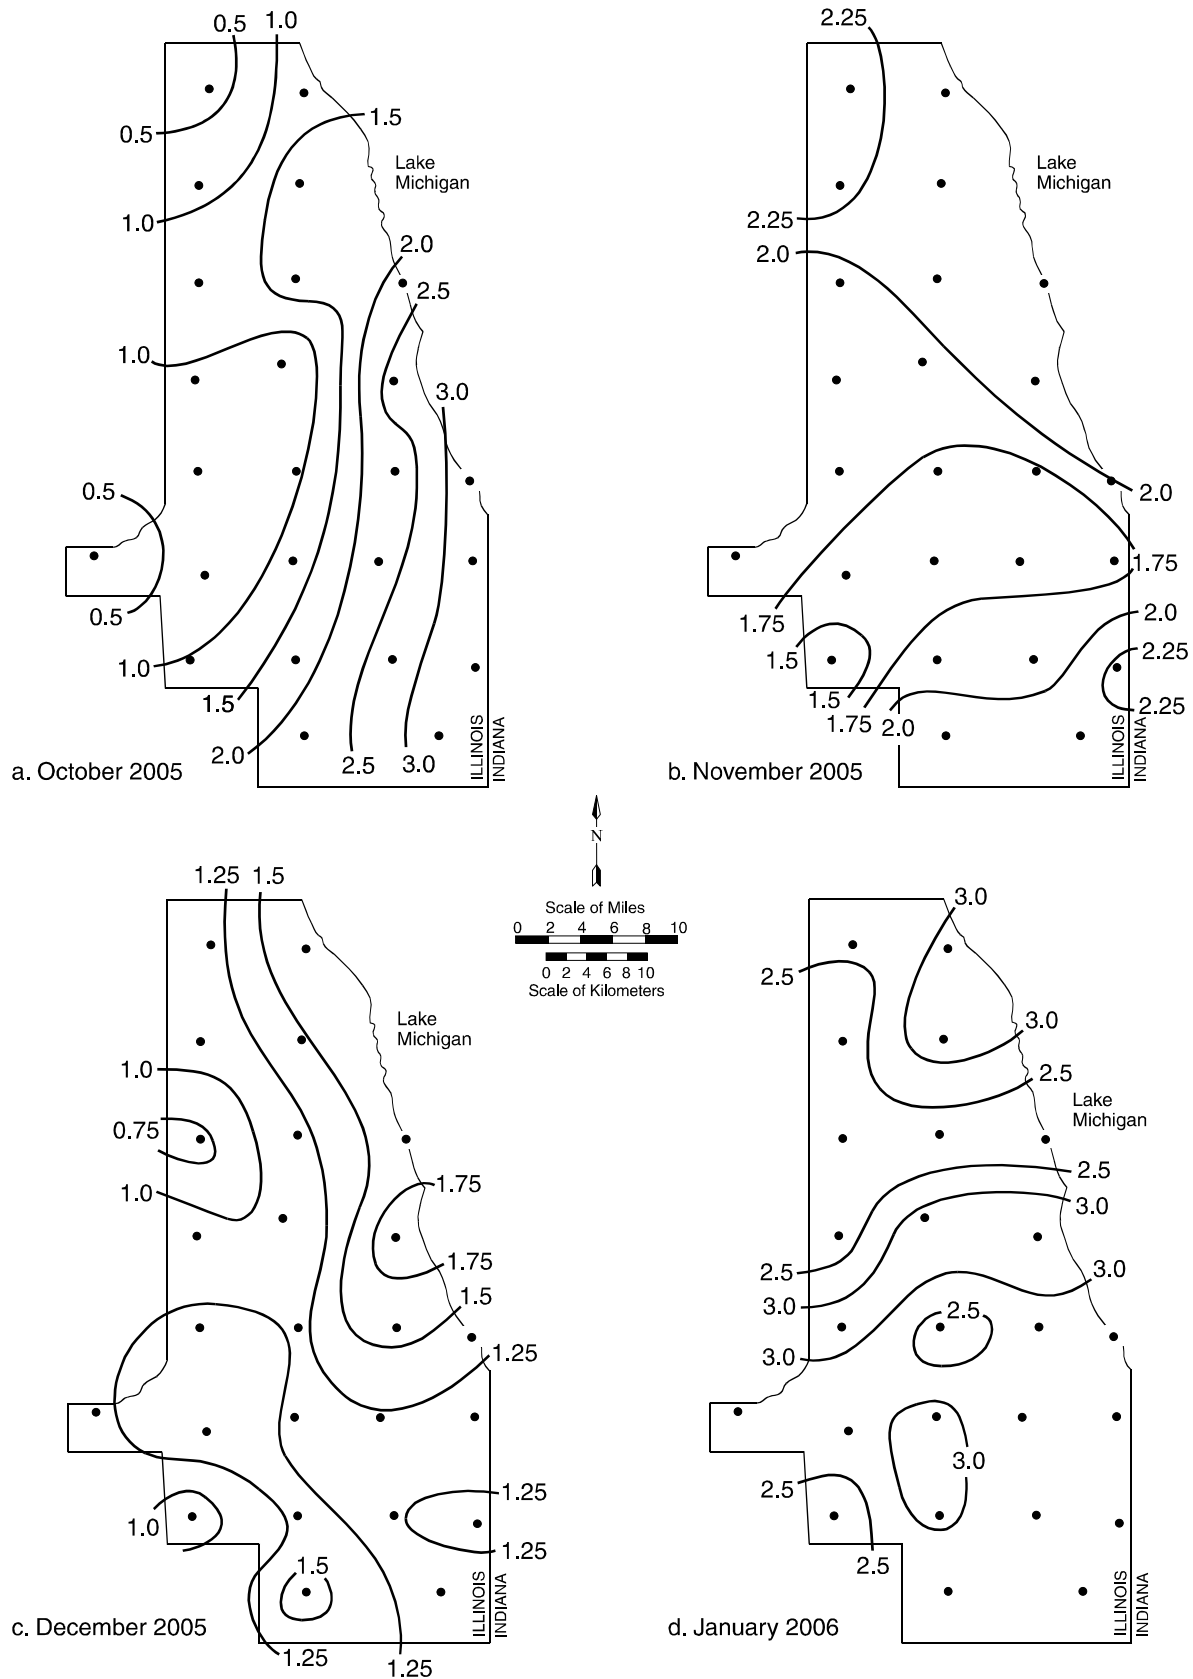 0.5
1.0
0.5
1.5
Lake
Michigan
1.0
2.0
2.5
1.0
3.0
0.5
0.5
1.0
1.5
2.0
2.5
3.0
ILLINOIS
INDIANA
a. October 2005
2.25
Lake
Michigan
2.25
2.0
2.0
1.75
1.75
2.0
1.5
2.25
1.5
2.25
1.75
2.0
ILLINOIS
INDIANA
b. November 2005
N
Scale of Miles
0 2 4 6 8 10
0 2 4 6 8 10
Scale of Kilometers
1.25
1.5
Lake
Michigan
1.0
0.75
1.0
1.75
1.75
1.5
1.25
1.25
1.0
1.25
1.5
ILLINOIS
INDIANA
c. December 2005
1.25
1.25
3.0
2.5
3.0
2.5
Lake
Michigan
2.5
3.0
2.5
3.0
3.0
2.5
3.0
3.0
2.5
2.5
ILLINOIS
INDIANA
d. January 2006